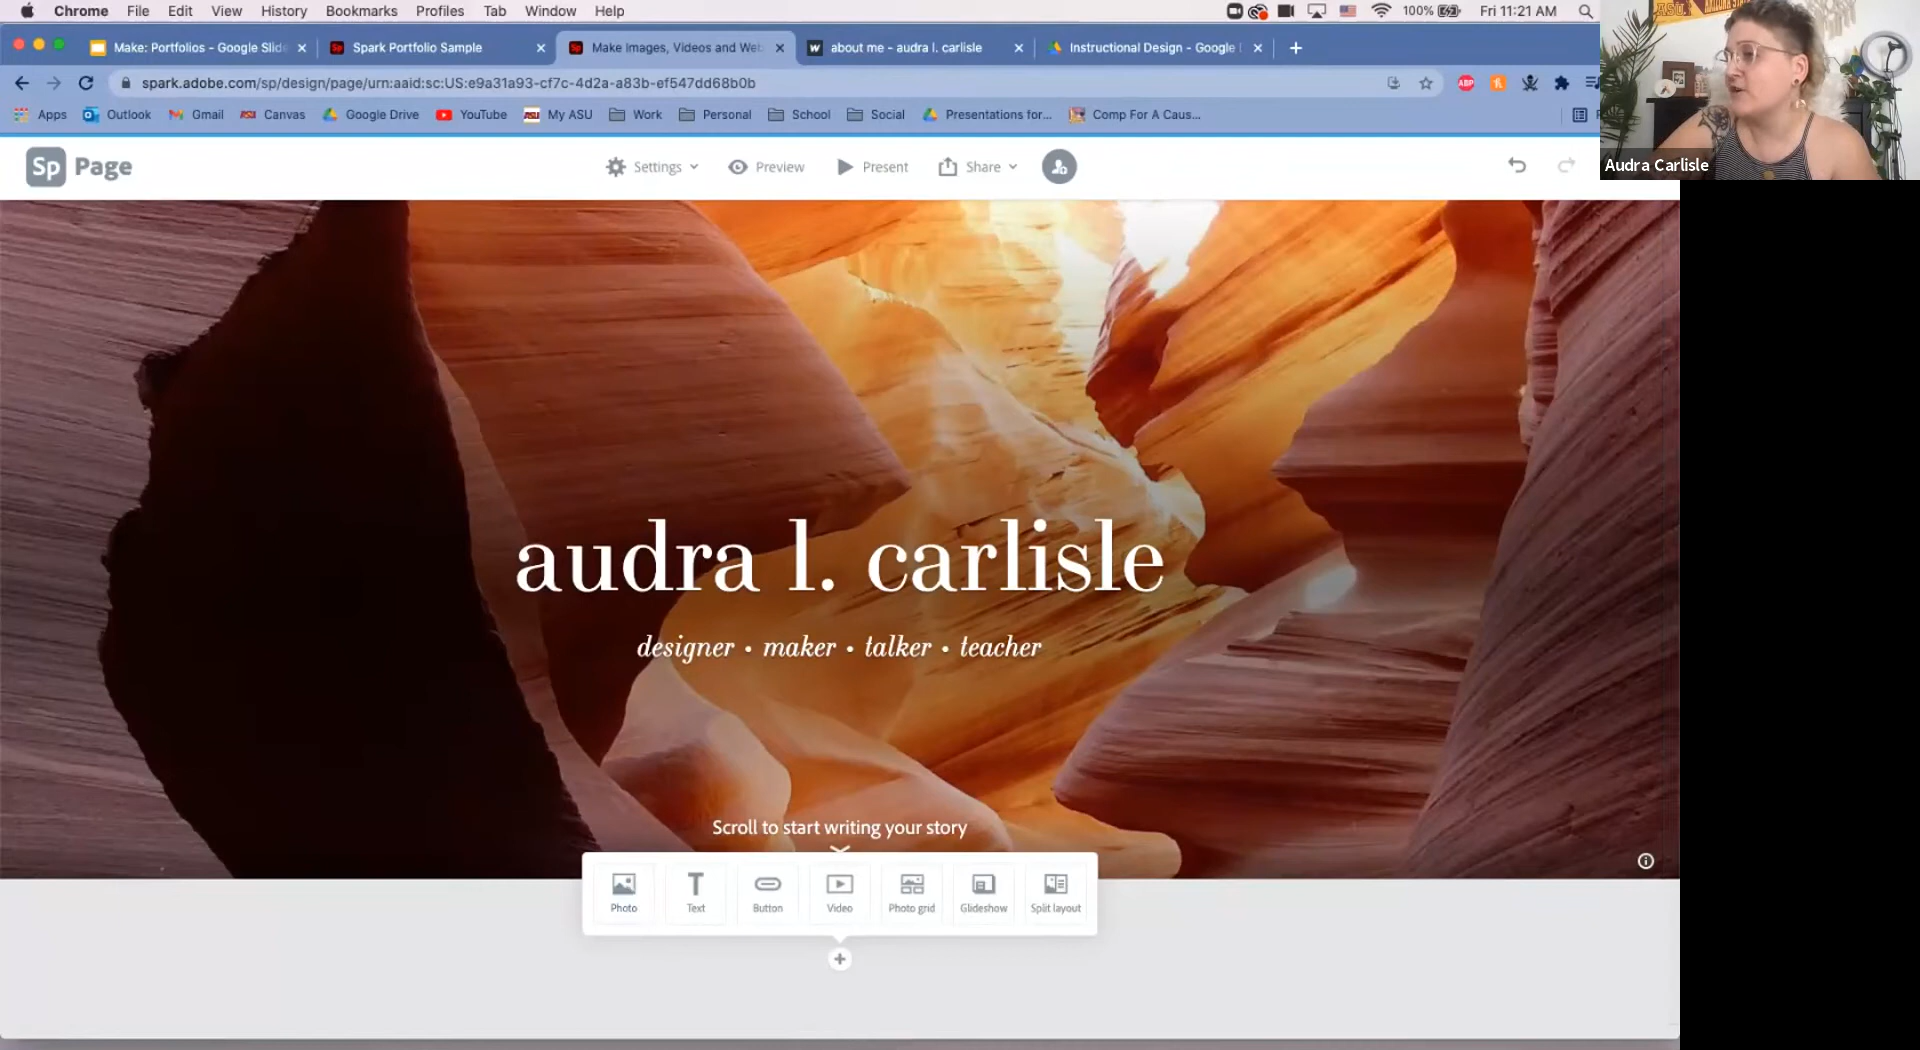 Chrome File Edit View History Bookmarks Profiles Tab Window Help 100% Fri 11:21 AM
Make: Portfolios - Google Slide Spark Portfolio Sample Make Images, Videos and Web about me - audra l. carlisle Instructional Design - Google
spark.adobe.com/sp/design/page/urn:aaid:sc:US:e9a31a93-cf7c-4d2a-a83b-ef547dd68b0b ABP
Apps Outlook Gmail Canvas Google Drive YouTube My ASU Work Personal School Social Presentations for... Comp For A Caus...
Audra Carlisle
Sp Page Settings Preview Present Share
audra l. carlisle
designer • maker • talker • teacher
Scroll to start writing your story
Photo Text Button Video Photo grid Glideshow Split layout